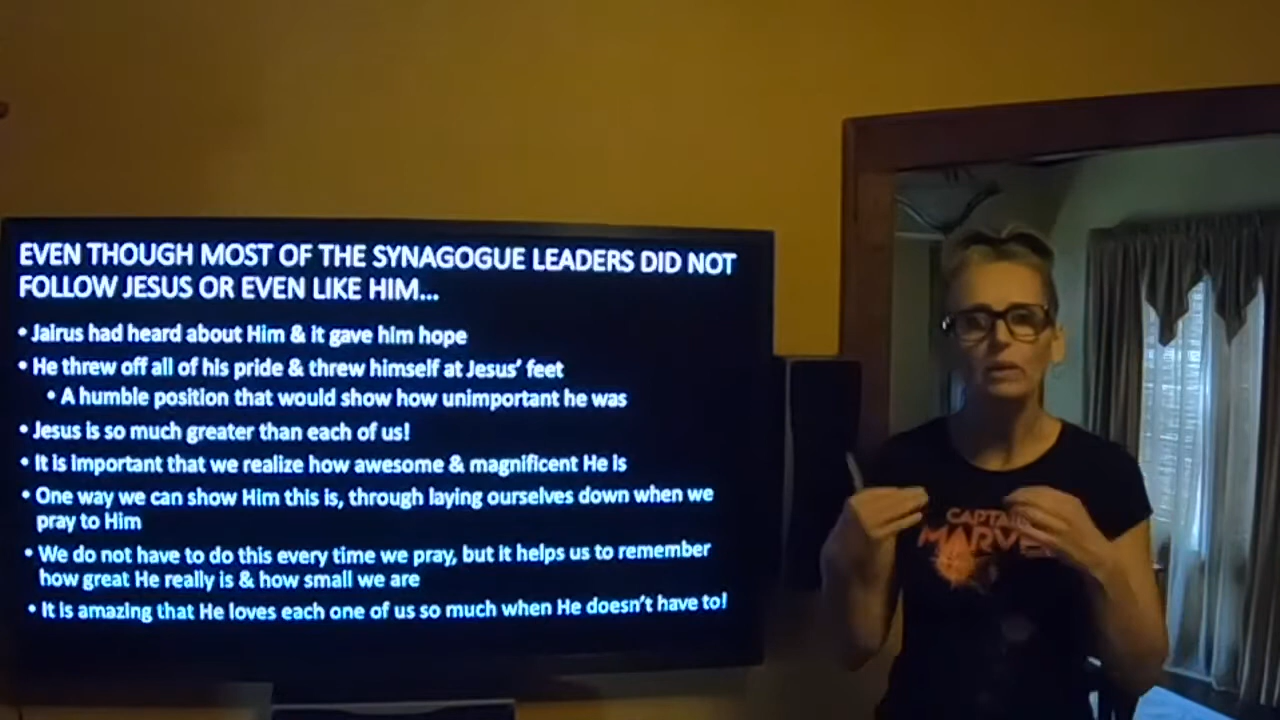 EVEN THOUGH MOST OF THE SYNAGOGUE LEADERS DID NOT
FOLLOW JESUS OR EVEN LIKE HIM...
• Jairus had heard about Him & it gave him hope
• He threw off all of his pride & threw himself at Jesus' feet
• A humble position that would show how unimportant he was
• Jesus is so much greater than each of us!
• It is important that we realize how awesome & magnificent He is
• One way we can show Him this is, through laying ourselves down when we
pray to Him
• We do not have to do this every time we pray, but it helps us to remember
how great He really is & how small we are
• It is amazing that He loves each one of us so much when He doesn't have to!
CAPTAIN
MARVEL